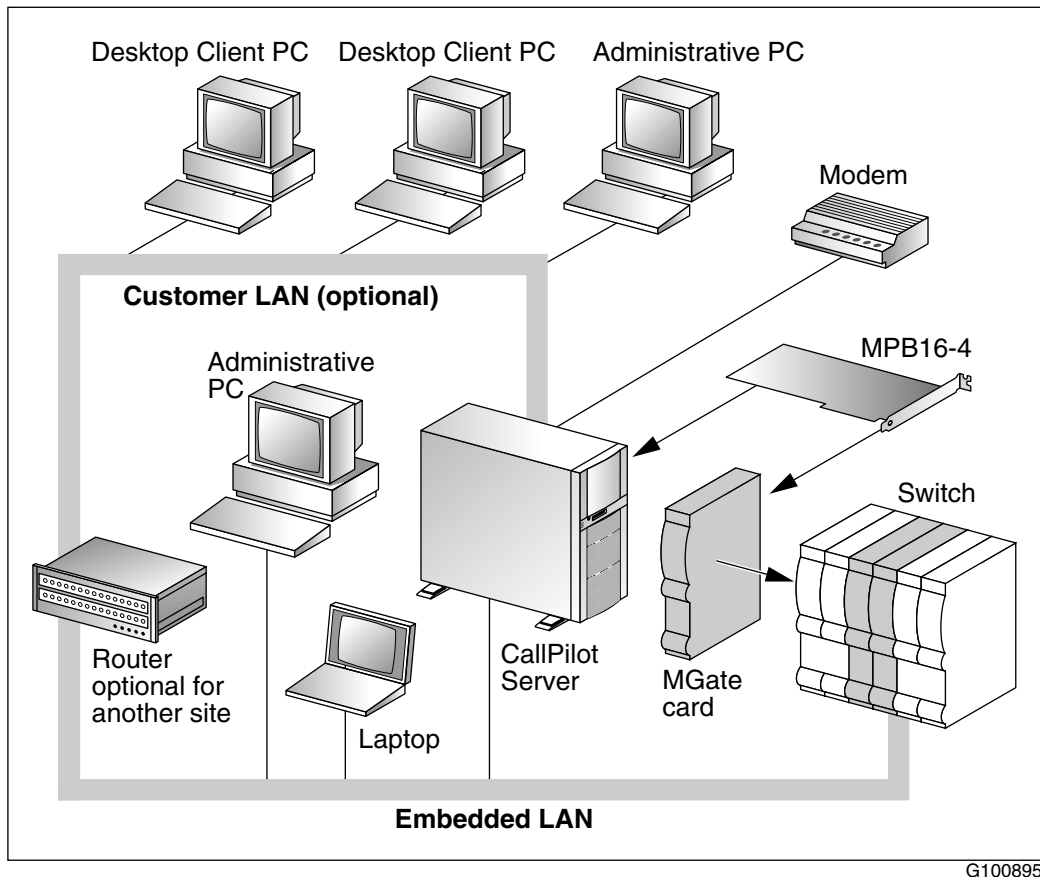 Desktop Client PC
Desktop Client PC
Administrative PC
Modem
Customer LAN (optional)
MPB16-4
Administrative
PC
Switch
Router
optional for
another site
Laptop
CallPilot
Server
MGate
card
Embedded LAN
G100895